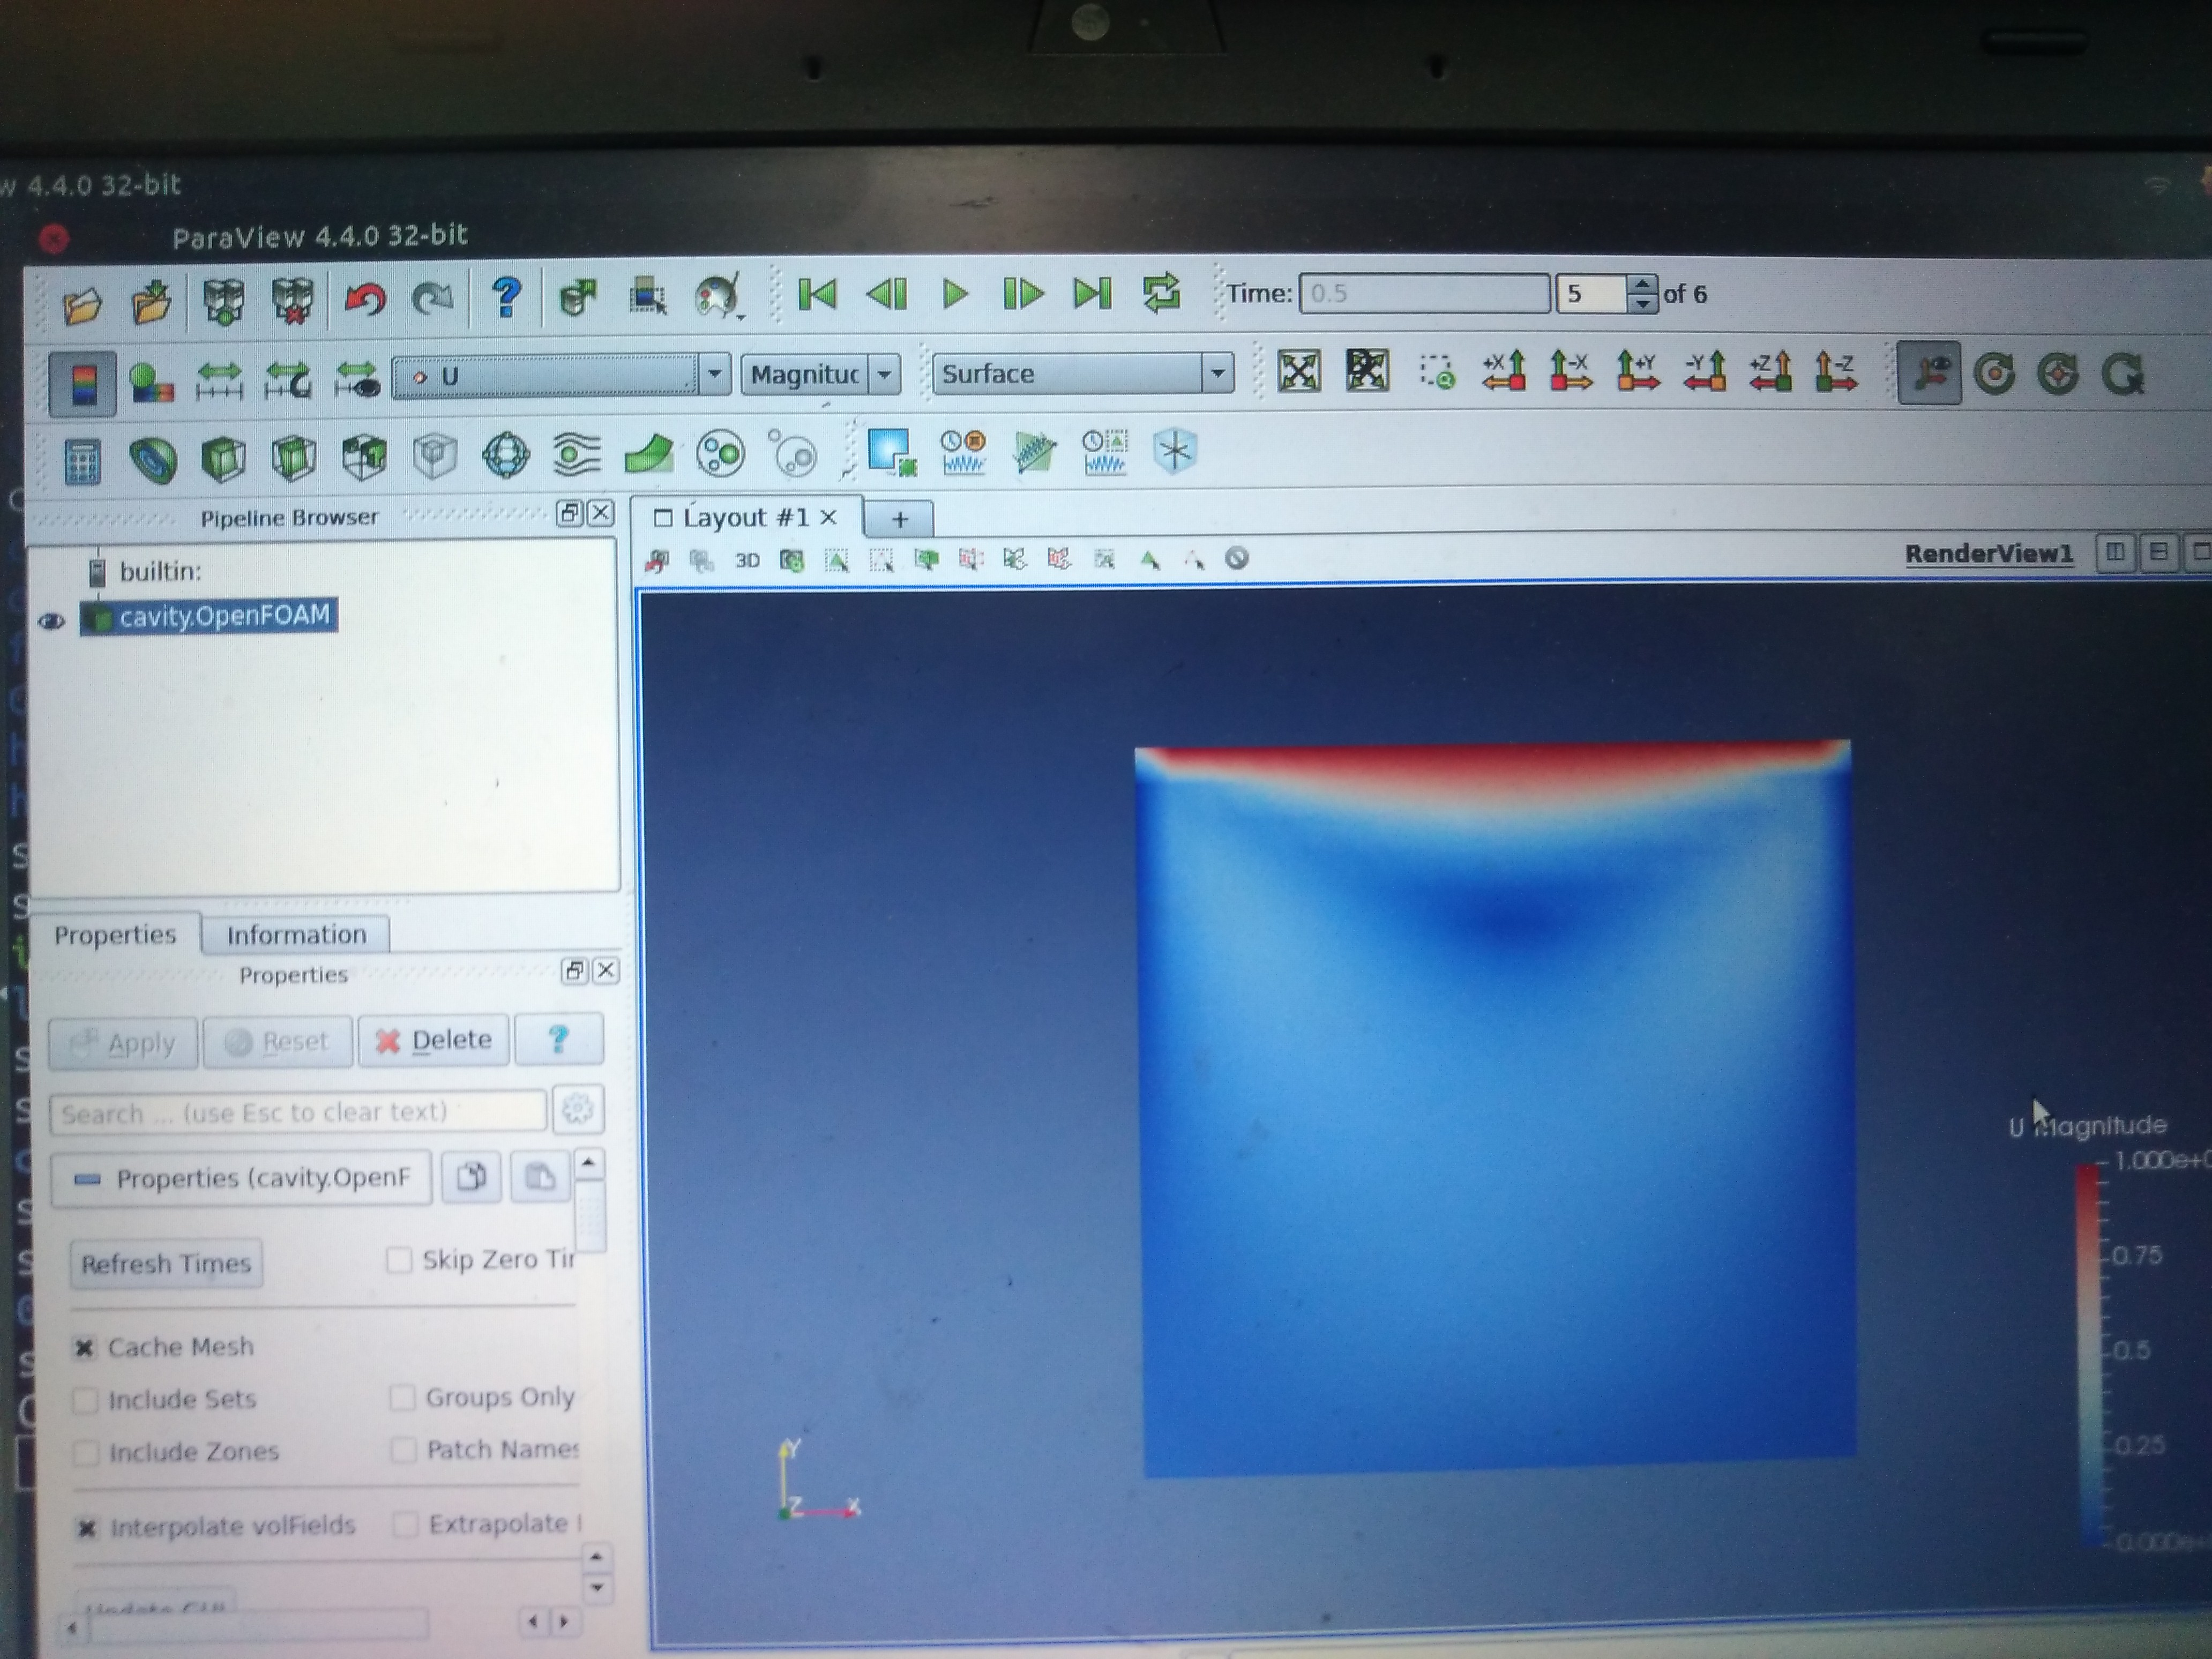 w 4.4.0 32-bit
ParaView 4.4.0 32-bit
Time: 0.5 5 of 6
U Magnituc Surface +X -X +Y -Y +Z -Z
Pipeline Browser
builtin:
cavity.OpenFOAM
Layout #1
3D
RenderView1
Properties Information
Properties
Apply Reset Delete ?
Search ... (use Esc to clear text)
Properties (cavity.OpenF
Refresh Times Skip Zero Tir
Cache Mesh
Include Sets Groups Only
Include Zones Patch Names
Interpolate volFields Extrapolate
Y
Z X
U Magnitude
1.000e+0
0.75
0.5
0.25
0.000e+